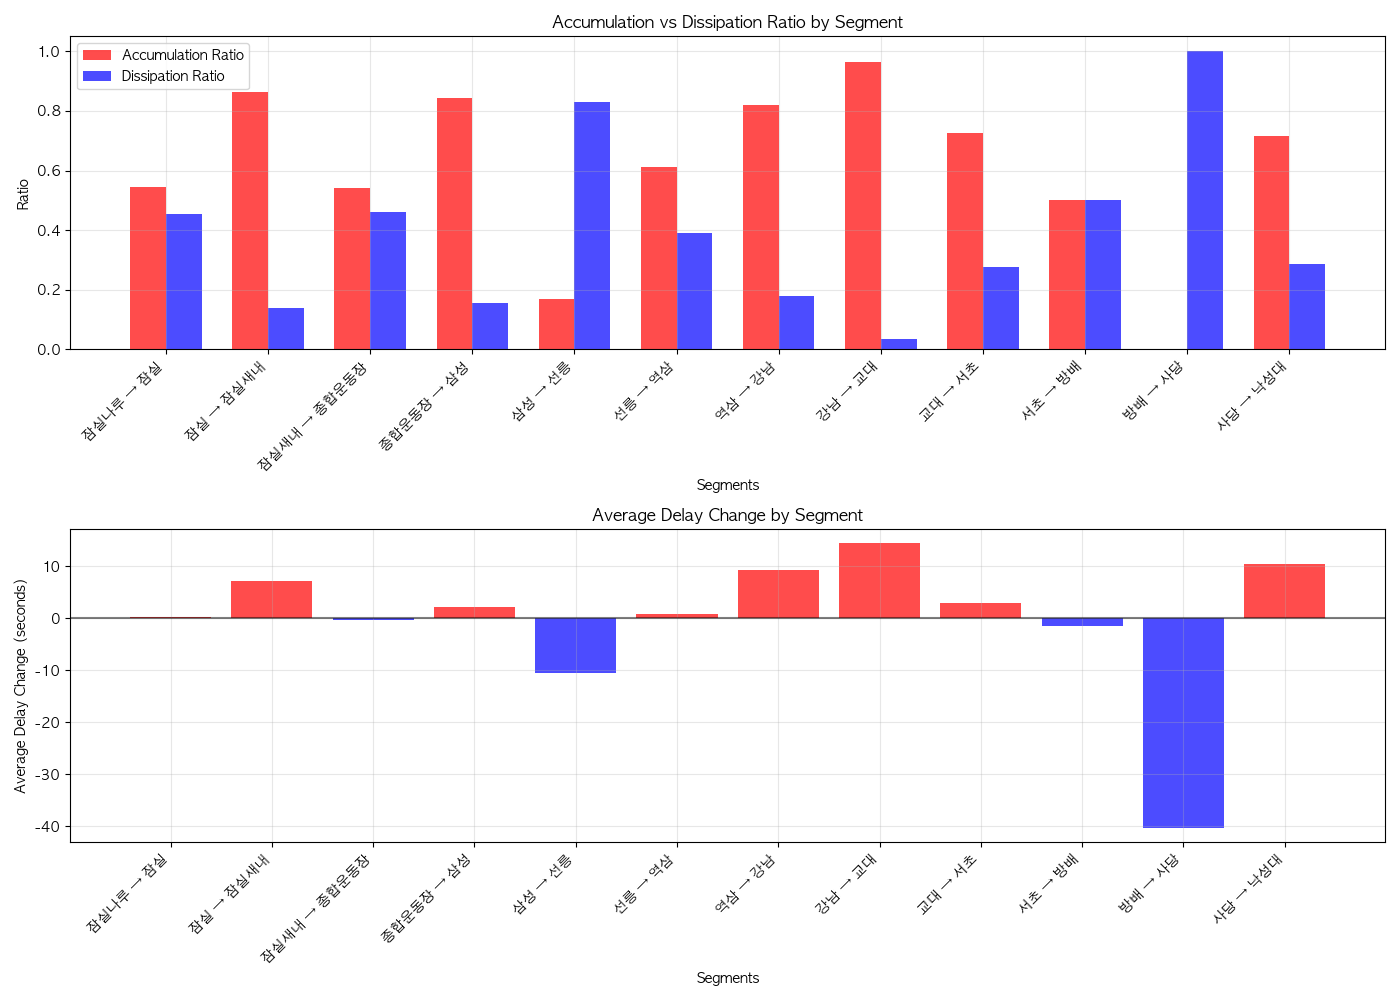 Accumulation vs Dissipation Ratio by Segment
Accumulation Ratio
Dissipation Ratio
Ratio
1.0
0.8
0.6
0.4
0.2
0.0
잠실나루 → 잠실
잠실 → 잠실새내
잠실새내 → 종합운동장
종합운동장 → 삼성
삼성 → 선릉
선릉 → 역삼
역삼 → 강남
강남 → 교대
교대 → 서초
서초 → 방배
방배 → 사당
사당 → 낙성대
Segments
Average Delay Change by Segment
Average Delay Change (seconds)
10
0
-10
-20
-30
-40
잠실나루 → 잠실
잠실 → 잠실새내
잠실새내 → 종합운동장
종합운동장 → 삼성
삼성 → 선릉
선릉 → 역삼
역삼 → 강남
강남 → 교대
교대 → 서초
서초 → 방배
방배 → 사당
사당 → 낙성대
Segments